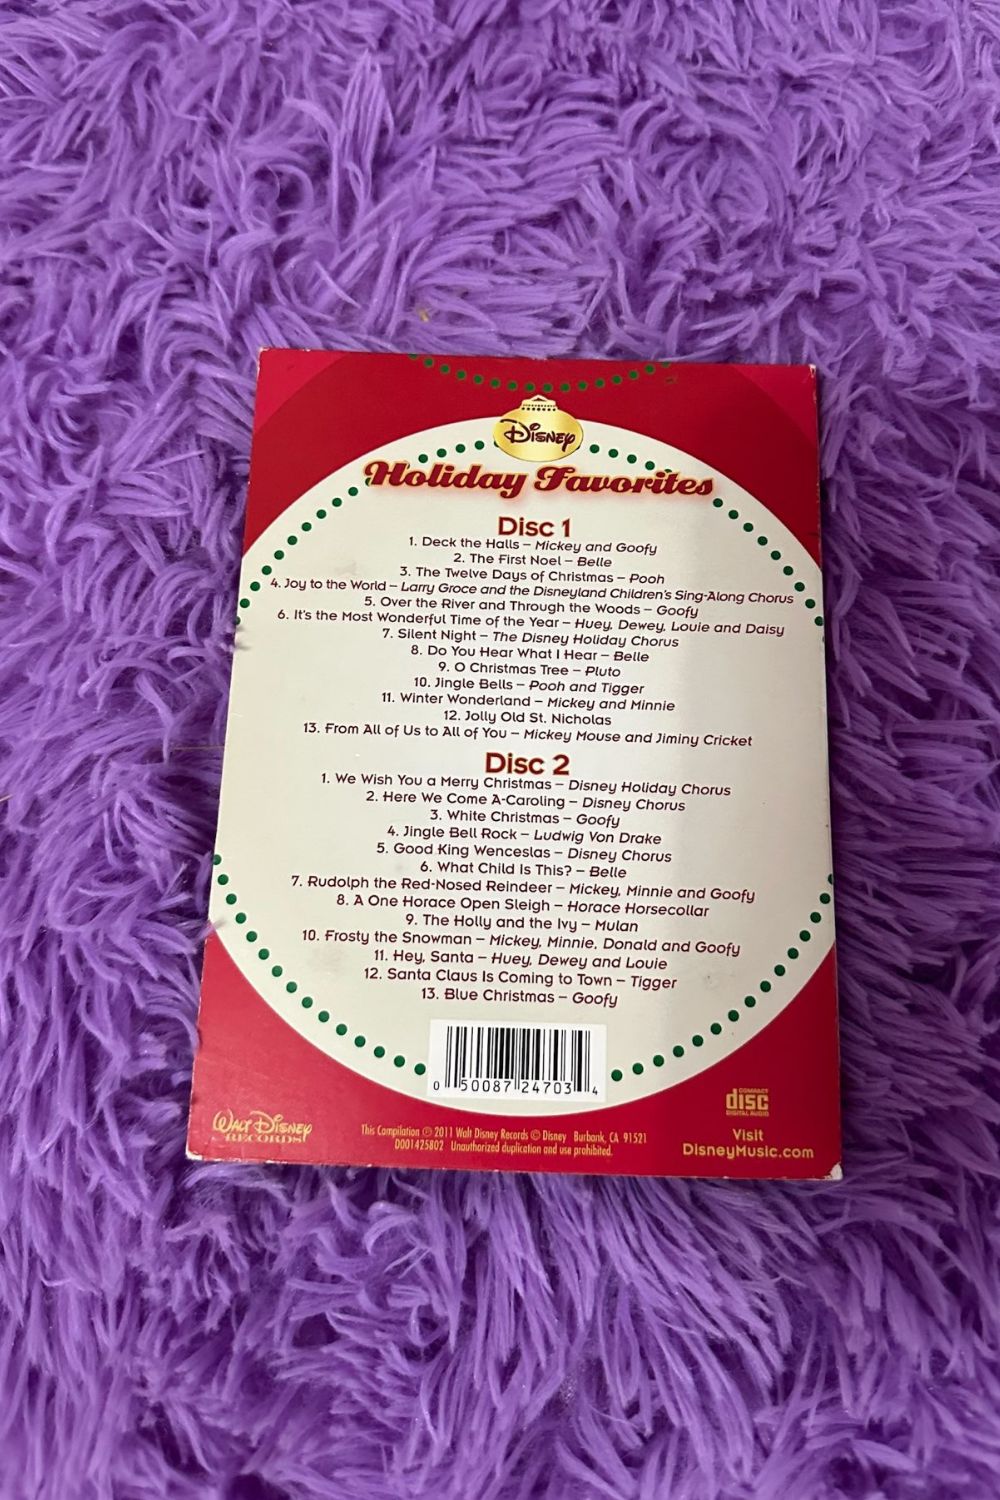 Disney
Holiday Favorites
Disc 1
1. Deck the Halls – Mickey and Goofy
2. The First Noel – Belle
3. The Twelve Days of Christmas – Pooh
4. Joy to the World – Larry Groce and the Disneyland Children's Sing-Along Chorus
5. Over the River and Through the Woods – Goofy
6. It's the Most Wonderful Time of the Year – Huey, Dewey, Louie and Daisy
7. Silent Night – The Disney Holiday Chorus
8. Do You Hear What I Hear – Belle
9. O Christmas Tree – Pluto
10. Jingle Bells – Pooh and Tigger
11. Winter Wonderland – Mickey and Minnie
12. Jolly Old St. Nicholas
13. From All of Us to All of You – Mickey Mouse and Jiminy Cricket
Disc 2
1. We Wish You a Merry Christmas – Disney Holiday Chorus
2. Here We Come A-Caroling – Disney Chorus
3. White Christmas – Goofy
4. Jingle Bell Rock – Ludwig Von Drake
5. Good King Wenceslas – Disney Chorus
6. What Child Is This? – Belle
7. Rudolph the Red-Nosed Reindeer – Mickey, Minnie and Goofy
8. A One Horace Open Sleigh – Horace Horsecollar
9. The Holly and the Ivy – Mulan
10. Frosty the Snowman – Mickey, Minnie, Donald and Goofy
11. Hey, Santa – Huey, Dewey and Louie
12. Santa Claus Is Coming to Town – Tigger
13. Blue Christmas – Goofy
0 50087 24703 4
COMPACT
disc
DIGITAL AUDIO
Walt Disney
RECORDS
This Compilation ℗ 2011 Walt Disney Records © Disney Burbank, CA 91521
D001425802 Unauthorized duplication and use prohibited.
Visit
DisneyMusic.com